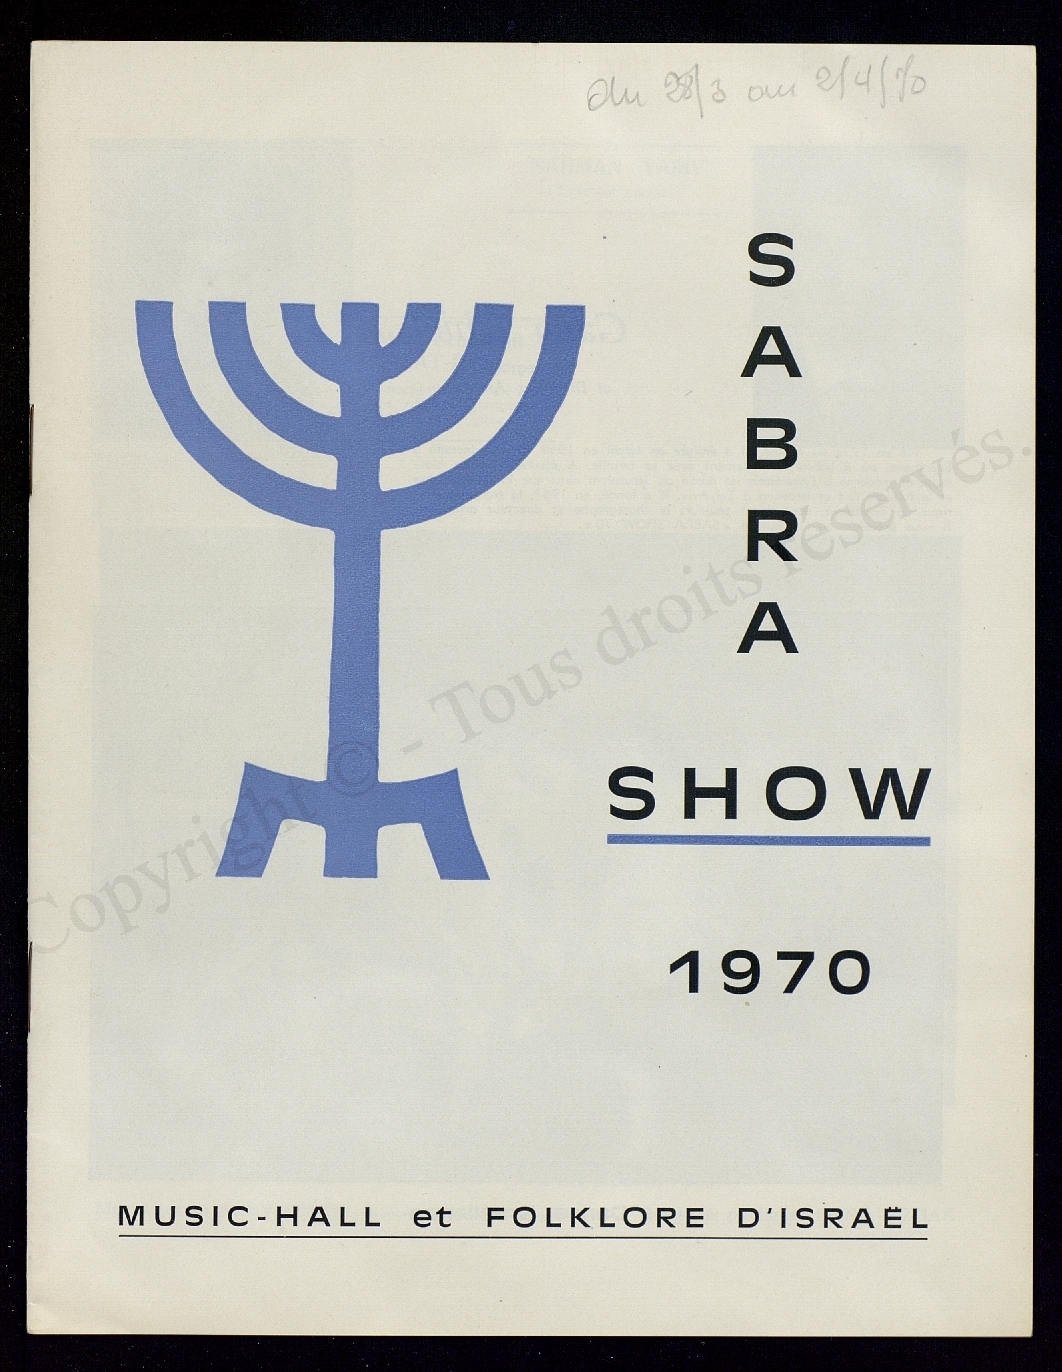 du 28/3 au 2/4/70
SABRA
SHOW
1970
MUSIC-HALL et FOLKLORE D'ISRAËL
Copyright © - Tous droits réservés.